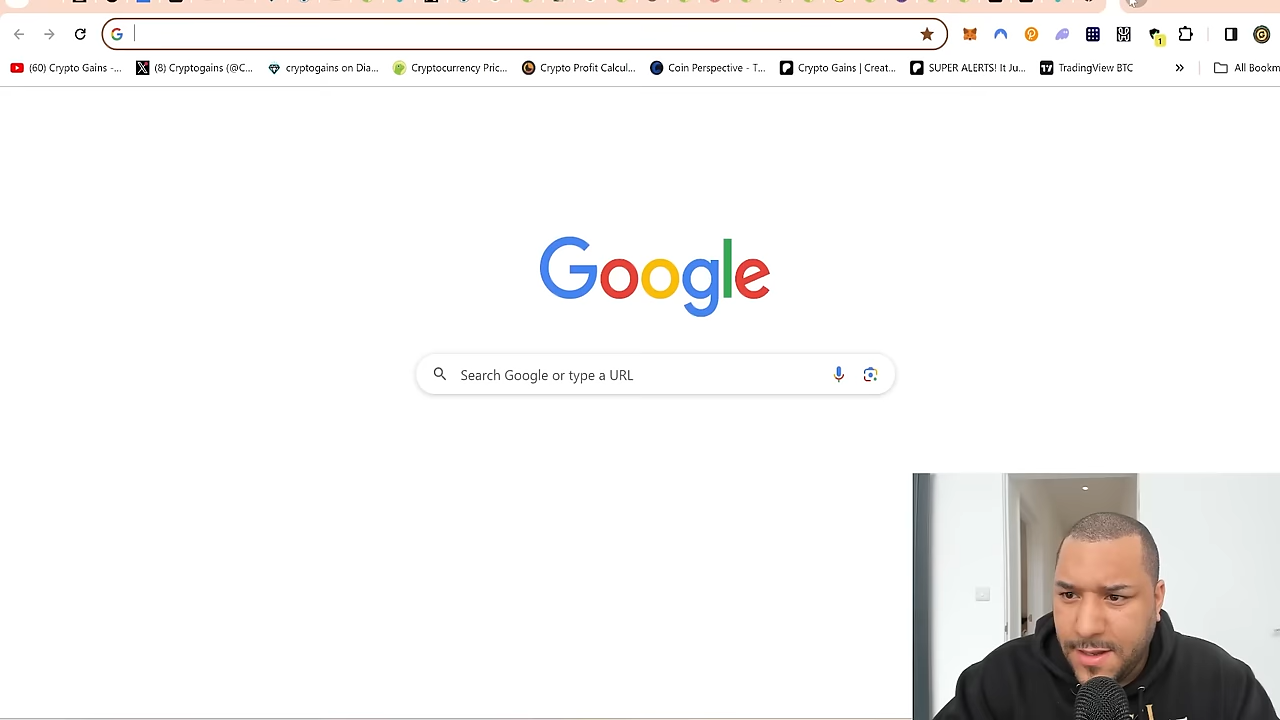 (60) Crypto Gains -...
(8) Cryptogains (@C...
cryptogains on Dia...
Cryptocurrency Pric...
Crypto Profit Calcul...
Coin Perspective - T...
Crypto Gains | Creat...
SUPER ALERTS! It Ju...
TradingView BTC
»
All Bookm
1
Google
Search Google or type a URL